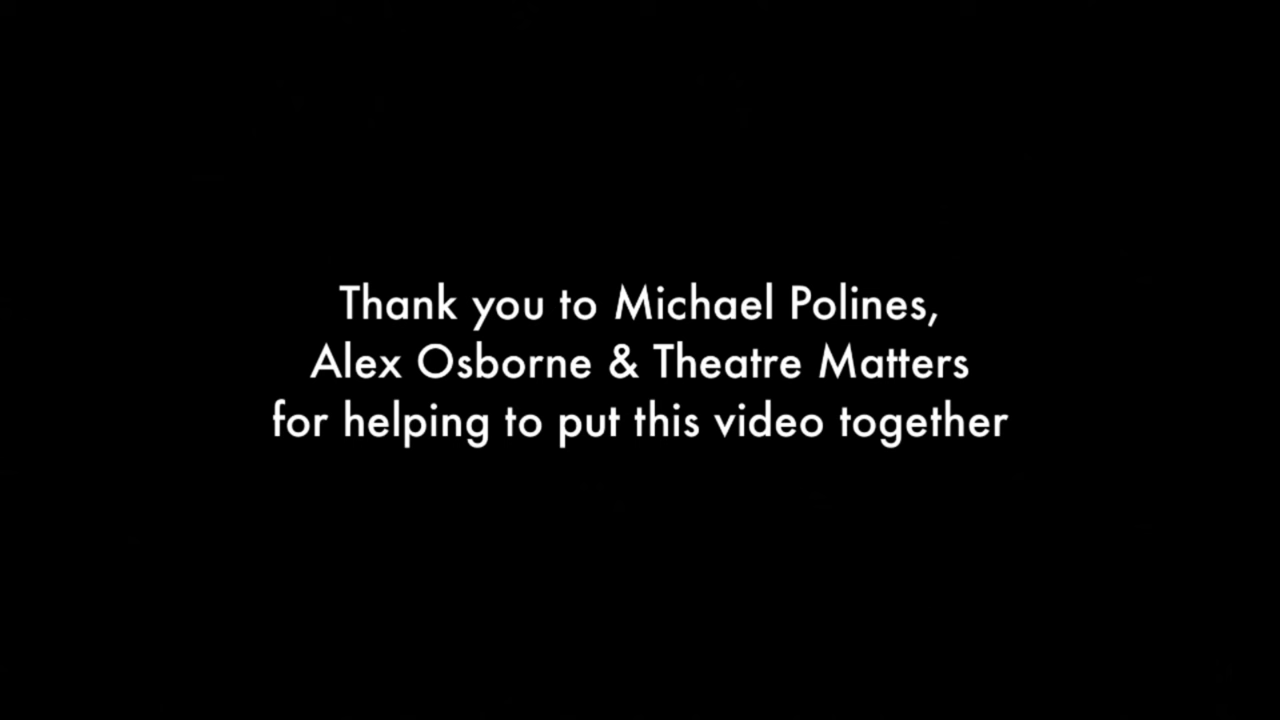 Thank you to Michael Polines,
Alex Osborne & Theatre Matters
for helping to put this video together